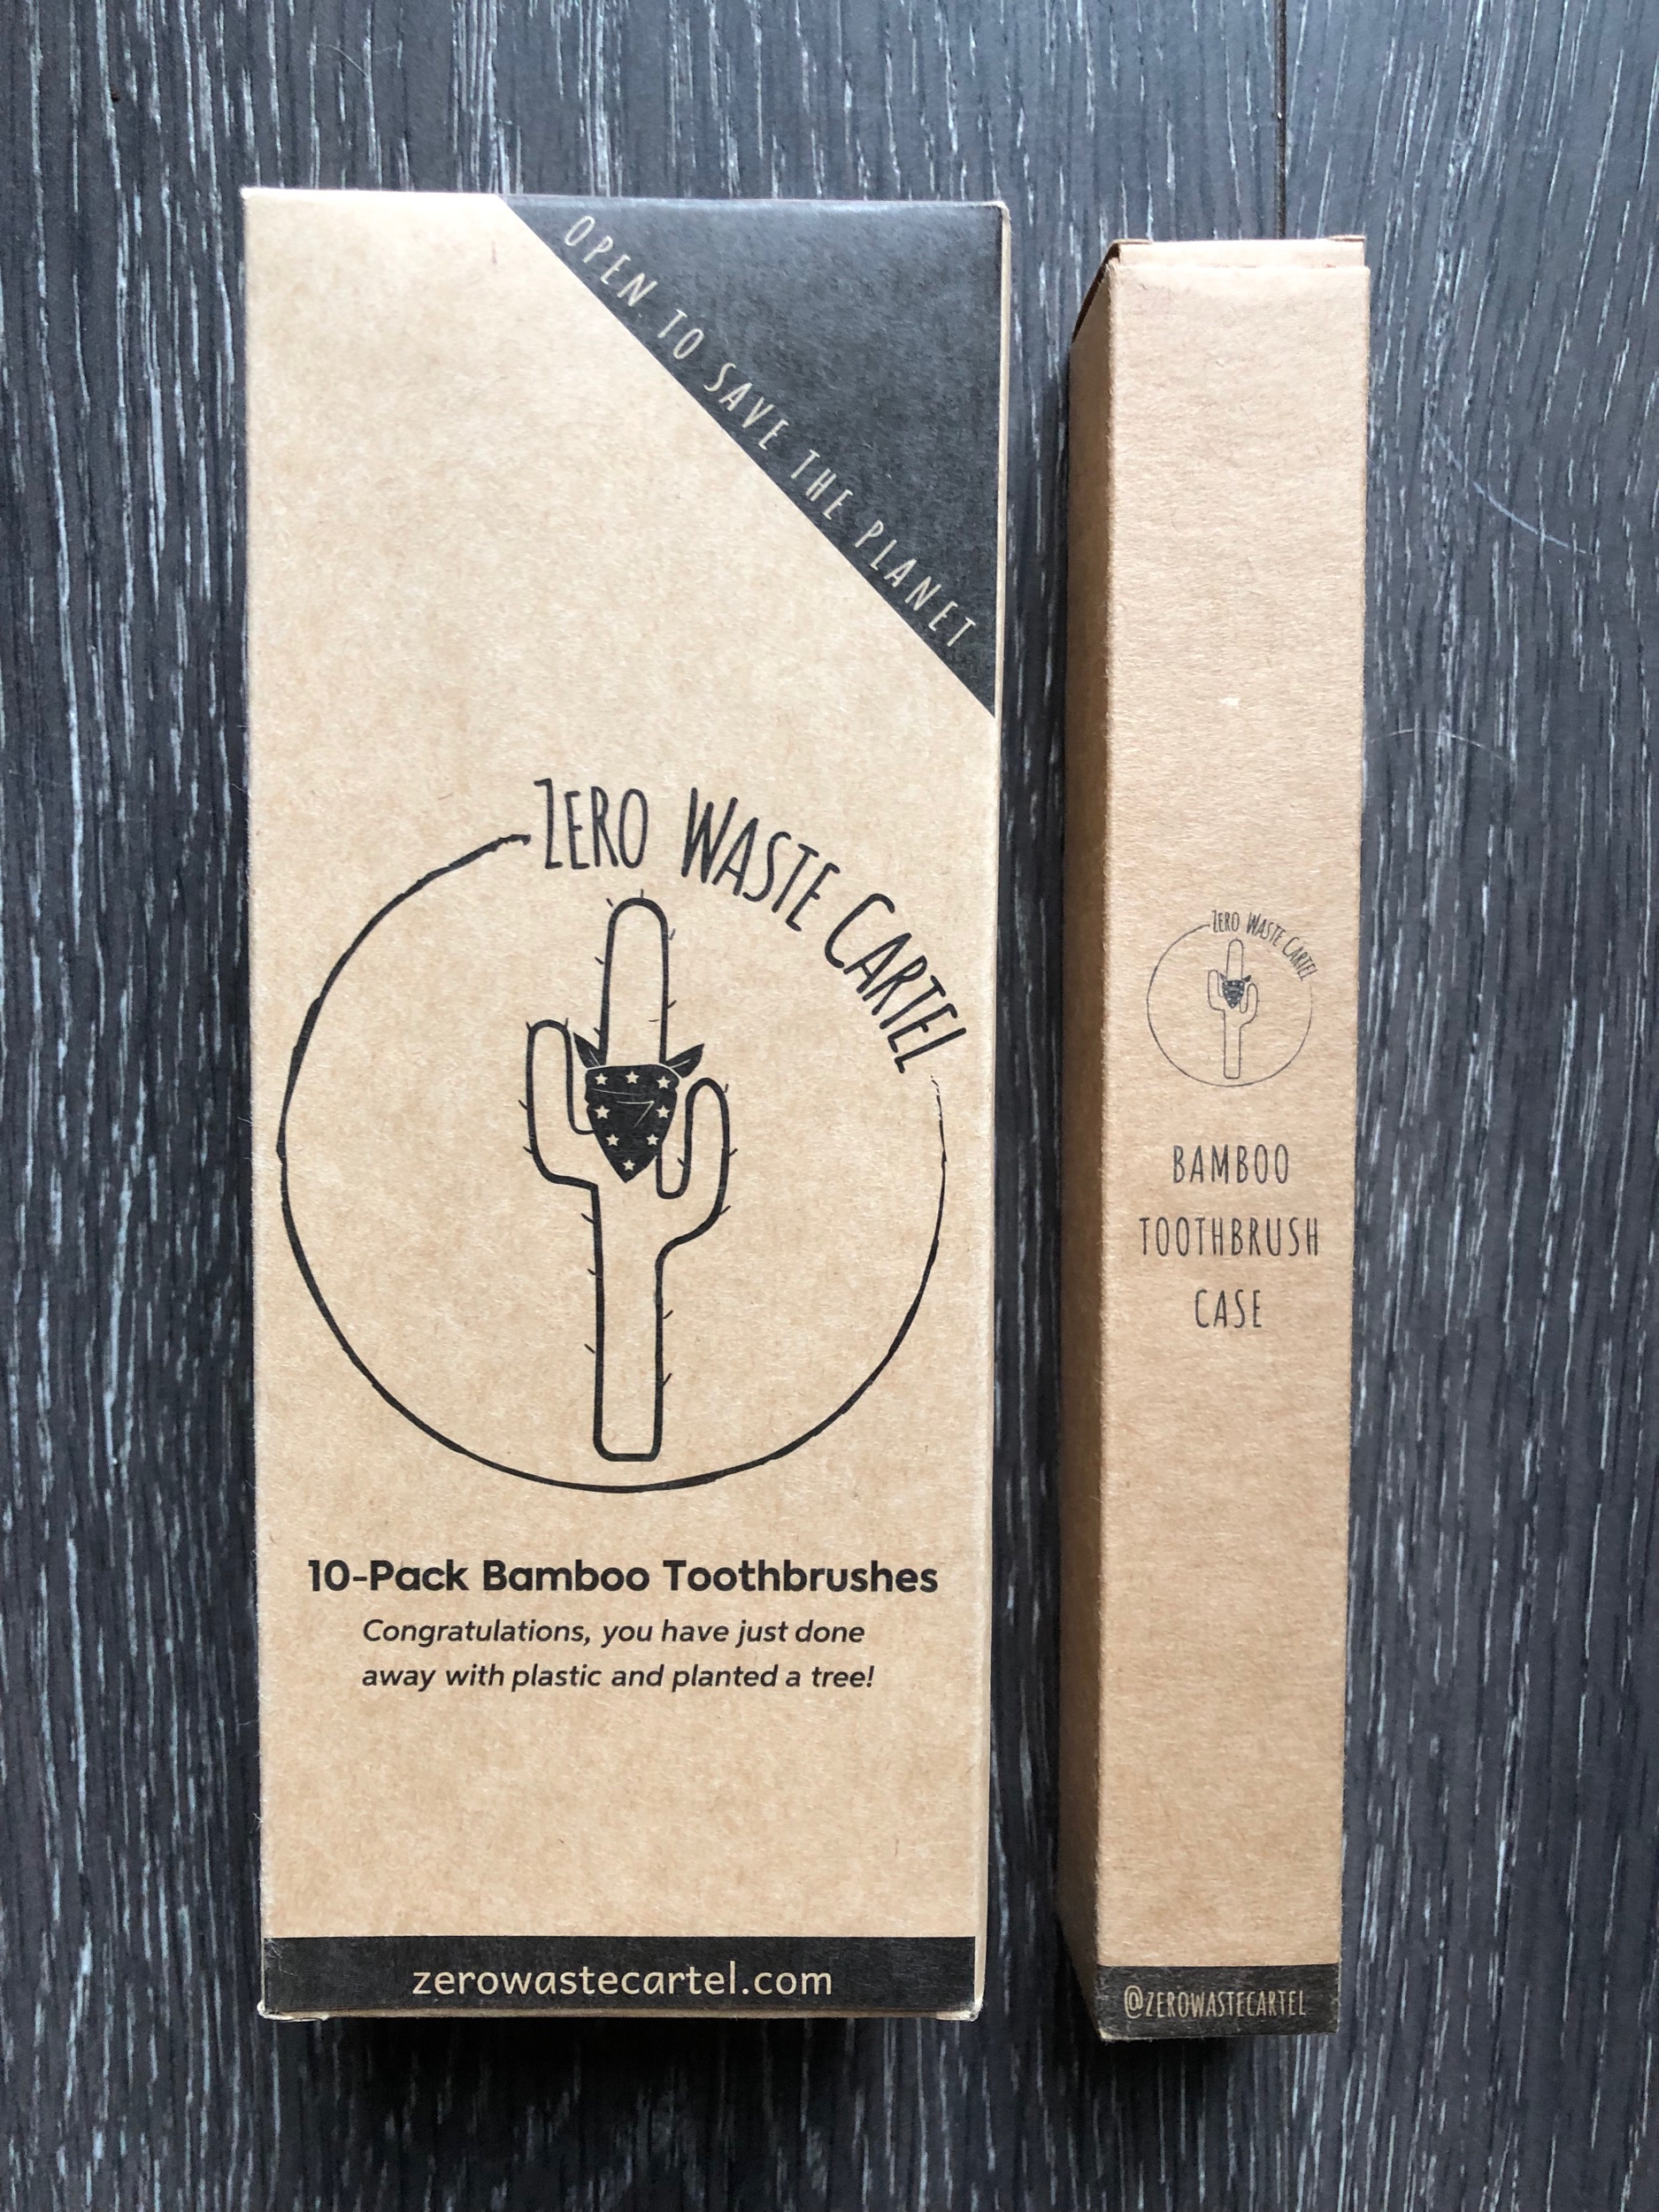 OPEN TO SAVE THE PLANET
ZERO WASTE CARTEL
10-Pack Bamboo Toothbrushes
Congratulations, you have just done
away with plastic and planted a tree!
zerowastecartel.com
ZERO WASTE CARTEL
BAMBOO
TOOTHBRUSH
CASE
@ZEROWASTECARTEL